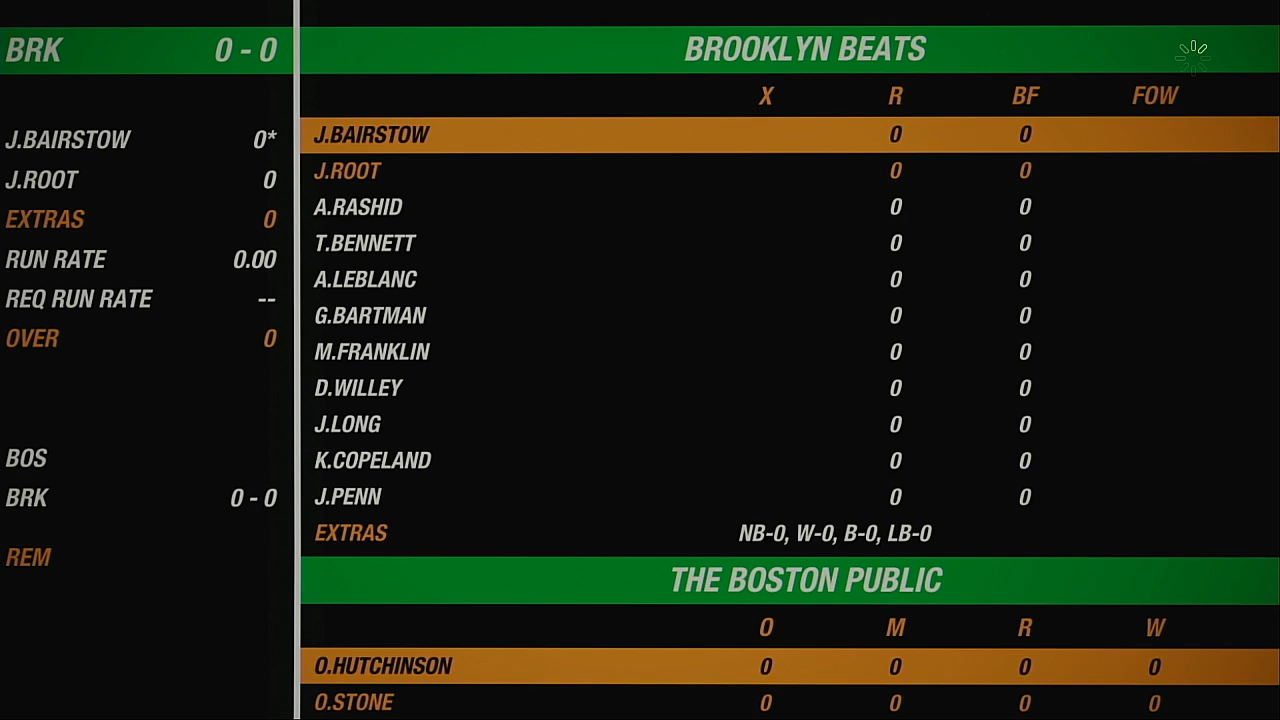 BRK 0 - 0
J.BAIRSTOW 0*
J.ROOT 0
EXTRAS 0
RUN RATE 0.00
REQ RUN RATE --
OVER 0
BOS
BRK 0 - 0
REM
BROOKLYN BEATS
X R BF FOW
J.BAIRSTOW 0 0
J.ROOT 0 0
A.RASHID 0 0
T.BENNETT 0 0
A.LEBLANC 0 0
G.BARTMAN 0 0
M.FRANKLIN 0 0
D.WILLEY 0 0
J.LONG 0 0
K.COPELAND 0 0
J.PENN 0 0
EXTRAS NB-0, W-0, B-0, LB-0
THE BOSTON PUBLIC
O M R W
O.HUTCHINSON 0 0 0 0
O.STONE 0 0 0 0